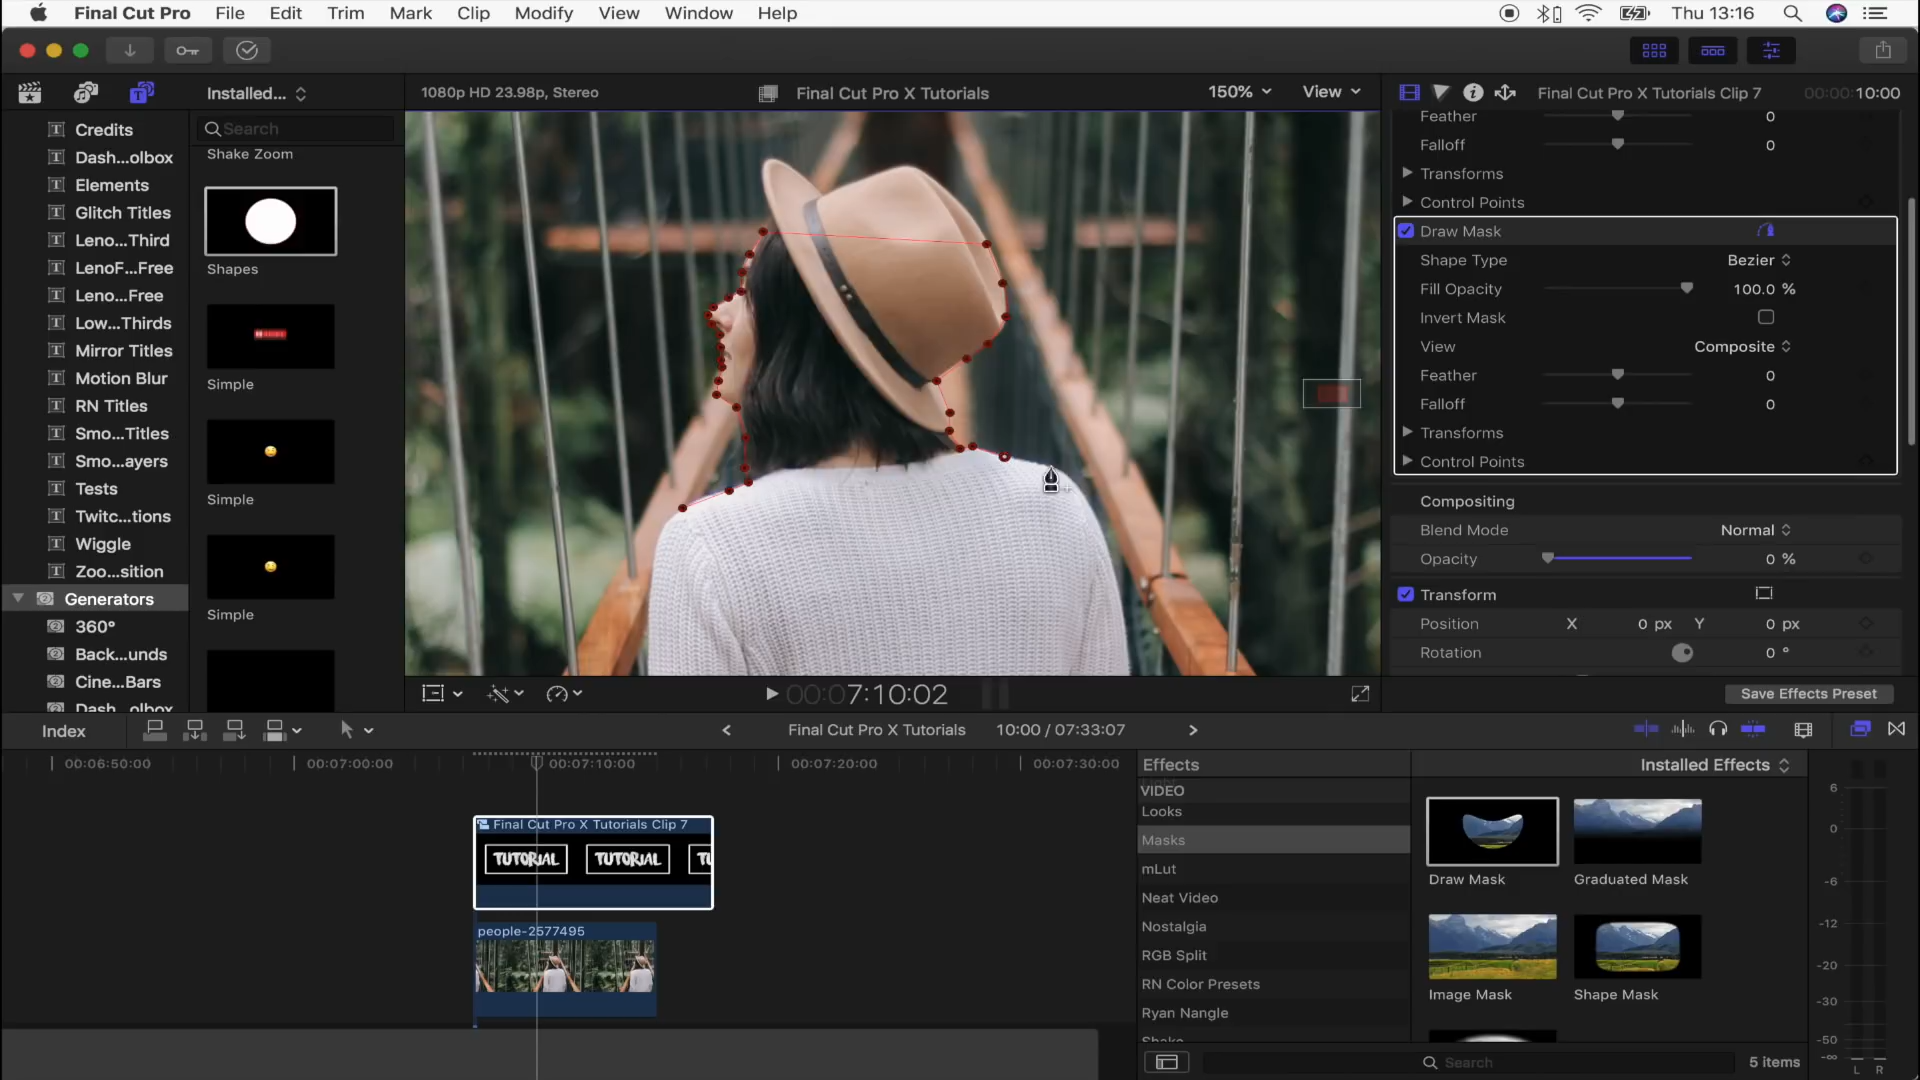 Final Cut Pro File Edit Trim Mark Clip Modify View Window Help Thu 13:16
Installed...
1080p HD 23.98p, Stereo
Final Cut Pro X Tutorials
150%
View
Final Cut Pro X Tutorials Clip 7
00:00:10:00
Credits
Dash...olbox
Elements
Glitch Titles
Leno...Third
LenoF...Free
Leno...Free
Low...Thirds
Mirror Titles
Motion Blur
RN Titles
Smo...Titles
Smo...ayers
Tests
Twitc...tions
Wiggle
Zoo...sition
Generators
360°
Back...unds
Cine...Bars
Dash...olbox
Search
Shake Zoom
Shapes
Simple
Simple
Simple
Feather 0
Falloff 0
Transforms
Control Points
Draw Mask
Shape Type Bezier
Fill Opacity 100.0 %
Invert Mask
View Composite
Feather 0
Falloff 0
Transforms
Control Points
Compositing
Blend Mode Normal
Opacity 0 %
Transform
Position X 0 px Y 0 px
Rotation 0 °
Save Effects Preset
00:07:10:02
Index
Final Cut Pro X Tutorials
10:00 / 07:33:07
00:06:50:00
00:07:00:00
00:07:10:00
00:07:20:00
00:07:30:00
Final Cut Pro X Tutorials Clip 7
TUTORIAL TUTORIAL TU
people-2577495
Effects
Installed Effects
VIDEO
Looks
Masks
mLut
Neat Video
Nostalgia
RGB Split
RN Color Presets
Ryan Nangle
Shake
Draw Mask
Graduated Mask
Image Mask
Shape Mask
Search
5 items
6
0
-6
-12
-20
-30
-50
-∞
L R